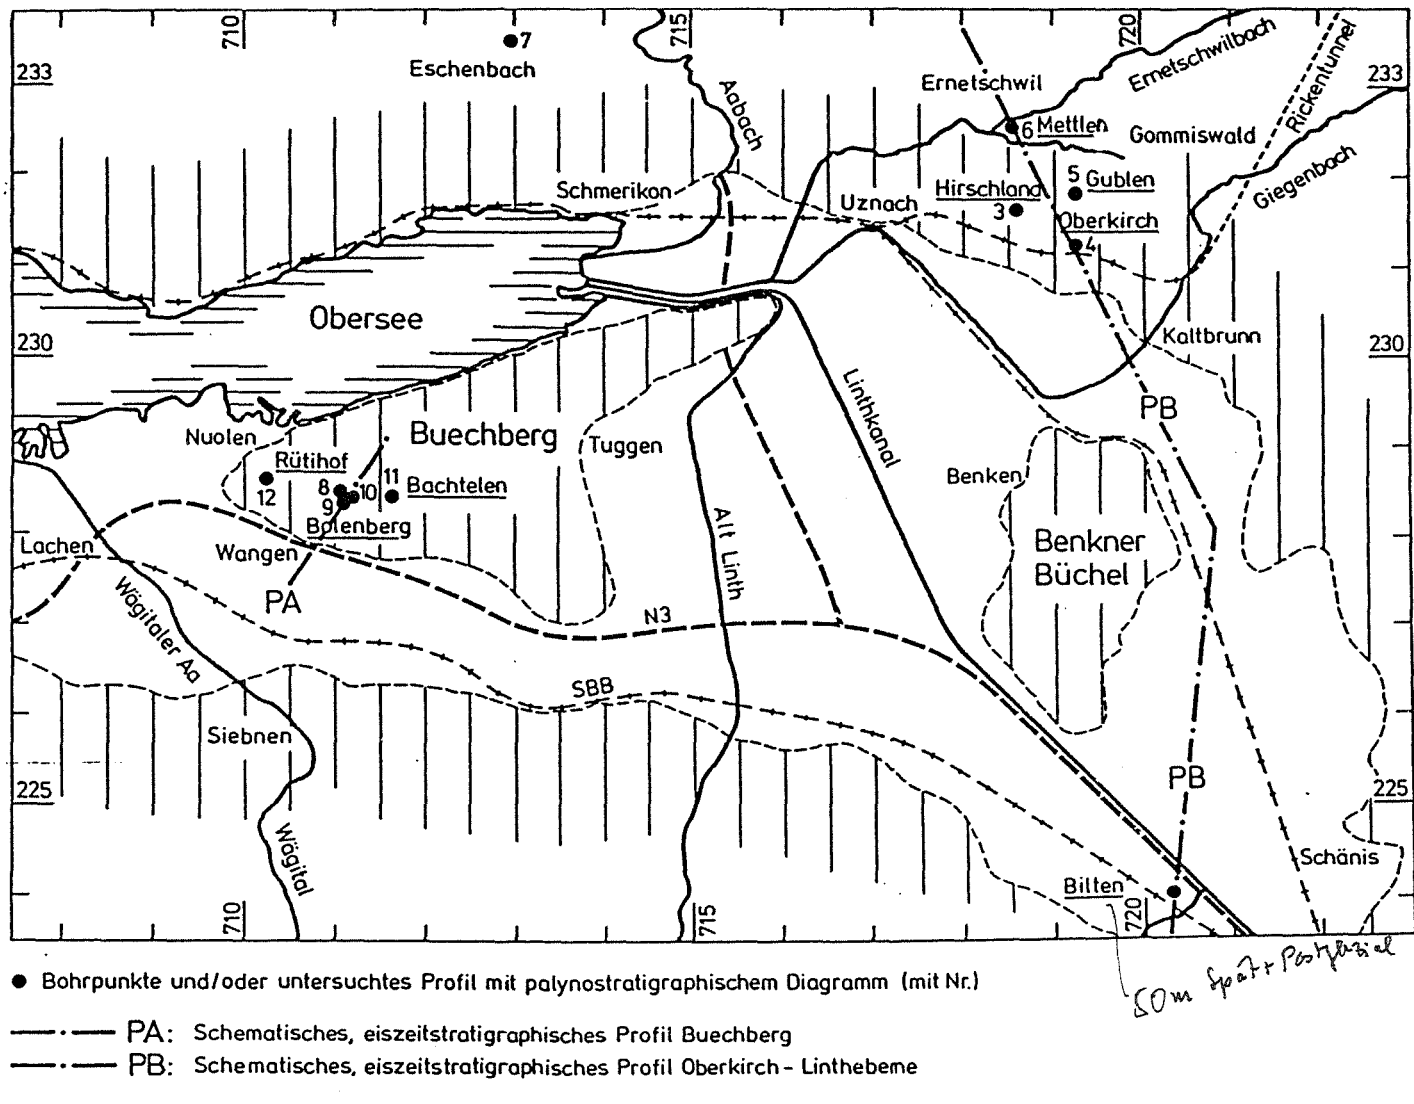 710
7
715
720
Eschenbach
233
233
Aabach
Ernetschwil
Ernetschwilbach
Rickentunnel
6 Mettlen
Gommiswald
Giegenbach
Schmerikon
Uznach
Hirschland
3
5 Gublen
Oberkirch
4
Obersee
230
230
Kaltbrunn
Linthkanal
PB
Nuolen
Buechberg
Tuggen
Benken
Rütihof
12
8
9
10
11
Bachtelen
Bolenberg
Lachen
Wangen
Alt Linth
Benkner
Büchel
PA
Wägitaler Aa
N3
SBB
Siebnen
PB
225
225
Wägital
Schänis
Bilten
710
715
720
50m Spät + Postglazial
● Bohrpunkte und/oder untersuchtes Profil mit palynostratigraphischem Diagramm (mit Nr.)
PA: Schematisches, eiszeitstratigraphisches Profil Buechberg
PB: Schematisches, eiszeitstratigraphisches Profil Oberkirch - Linthebeme